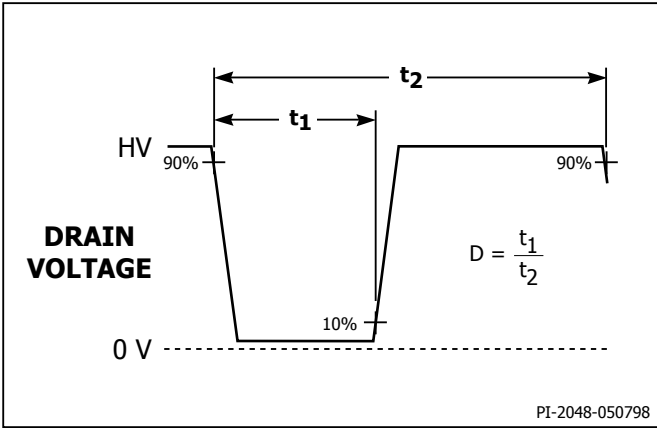 t2
t1
HV
90%
90%
DRAIN
VOLTAGE
D = t1
t2
10%
0 V
PI-2048-050798